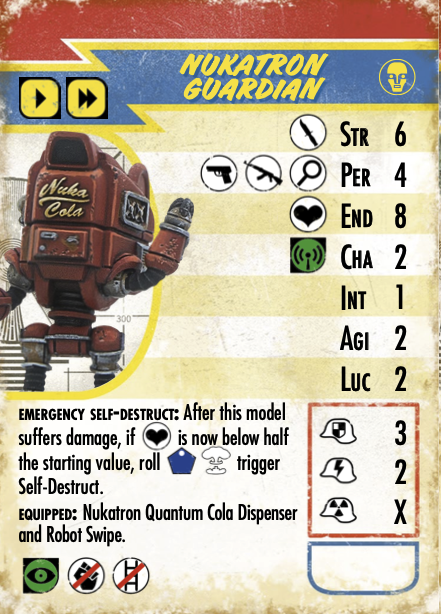 NUKATRON
GUARDIAN
STR 6
PER 4
END 8
CHA 2
INT 1
AGI 2
LUC 2
Nuka
Cola
300
EMERGENCY SELF-DESTRUCT: After this model
suffers damage, if is now below half
the starting value, roll trigger
Self-Destruct.
EQUIPPED: Nukatron Quantum Cola Dispenser
and Robot Swipe.
3
2
X